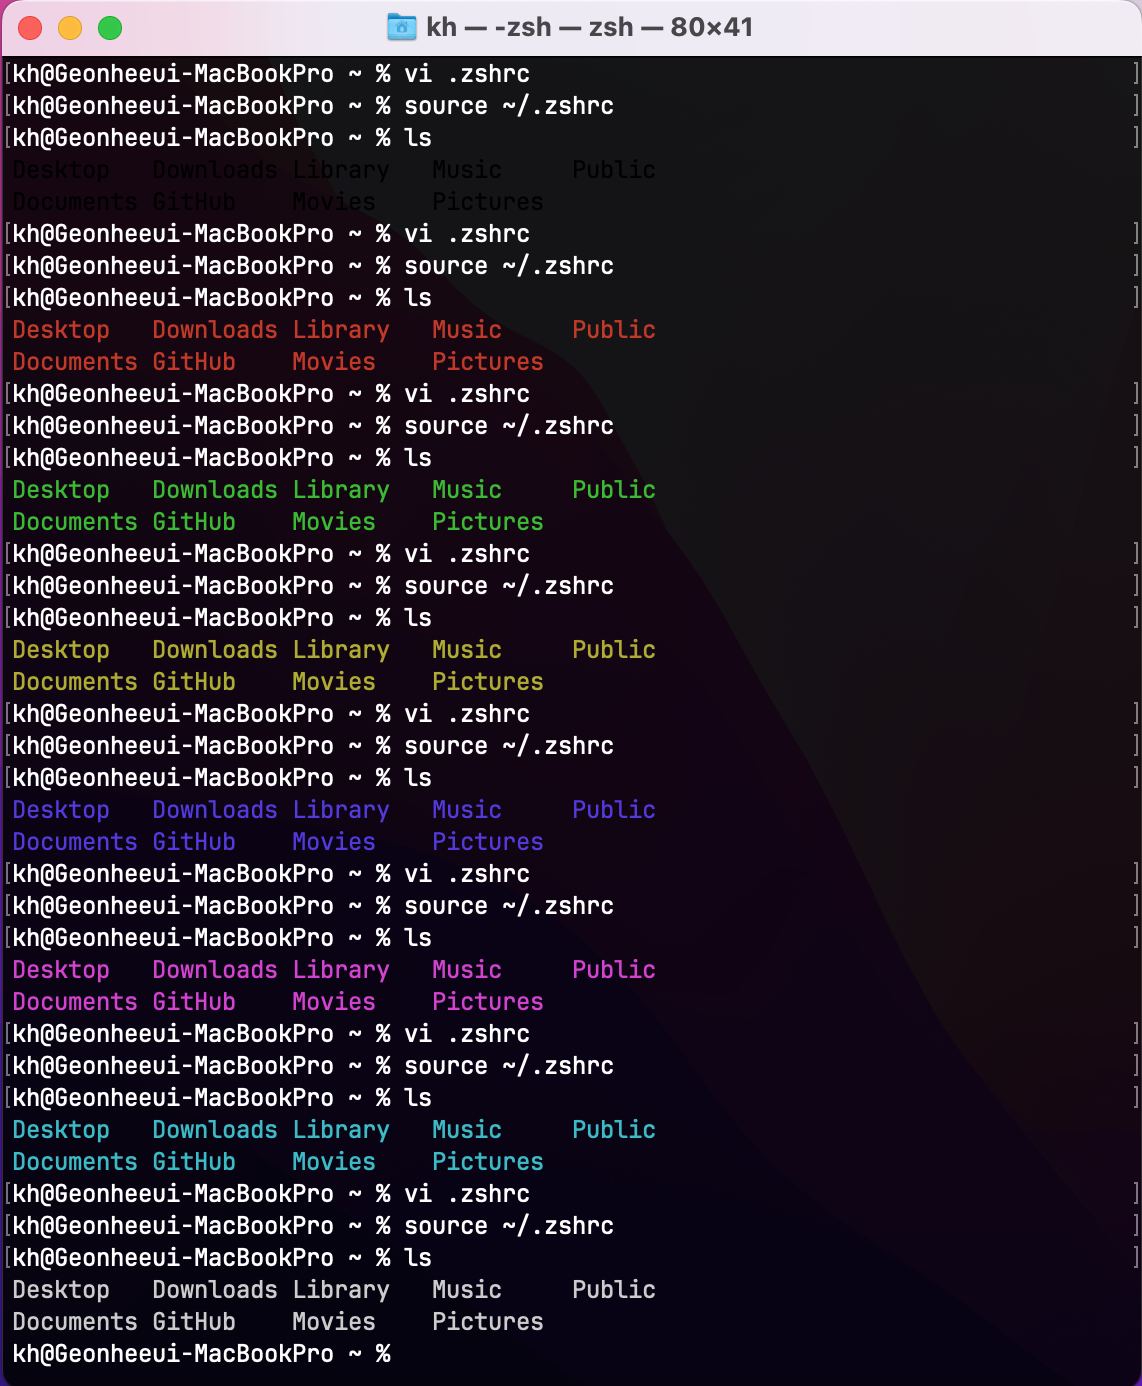 kh — -zsh — zsh — 80×41
[kh@Geonheeui-MacBookPro ~ % vi .zshrc ]
[kh@Geonheeui-MacBookPro ~ % source ~/.zshrc ]
[kh@Geonheeui-MacBookPro ~ % ls ]
Desktop Downloads Library Music Public
Documents GitHub Movies Pictures
[kh@Geonheeui-MacBookPro ~ % vi .zshrc ]
[kh@Geonheeui-MacBookPro ~ % source ~/.zshrc ]
[kh@Geonheeui-MacBookPro ~ % ls ]
Desktop Downloads Library Music Public
Documents GitHub Movies Pictures
[kh@Geonheeui-MacBookPro ~ % vi .zshrc ]
[kh@Geonheeui-MacBookPro ~ % source ~/.zshrc ]
[kh@Geonheeui-MacBookPro ~ % ls ]
Desktop Downloads Library Music Public
Documents GitHub Movies Pictures
[kh@Geonheeui-MacBookPro ~ % vi .zshrc ]
[kh@Geonheeui-MacBookPro ~ % source ~/.zshrc ]
[kh@Geonheeui-MacBookPro ~ % ls ]
Desktop Downloads Library Music Public
Documents GitHub Movies Pictures
[kh@Geonheeui-MacBookPro ~ % vi .zshrc ]
[kh@Geonheeui-MacBookPro ~ % source ~/.zshrc ]
[kh@Geonheeui-MacBookPro ~ % ls ]
Desktop Downloads Library Music Public
Documents GitHub Movies Pictures
[kh@Geonheeui-MacBookPro ~ % vi .zshrc ]
[kh@Geonheeui-MacBookPro ~ % source ~/.zshrc ]
[kh@Geonheeui-MacBookPro ~ % ls ]
Desktop Downloads Library Music Public
Documents GitHub Movies Pictures
[kh@Geonheeui-MacBookPro ~ % vi .zshrc ]
[kh@Geonheeui-MacBookPro ~ % source ~/.zshrc ]
[kh@Geonheeui-MacBookPro ~ % ls ]
Desktop Downloads Library Music Public
Documents GitHub Movies Pictures
[kh@Geonheeui-MacBookPro ~ % vi .zshrc ]
[kh@Geonheeui-MacBookPro ~ % source ~/.zshrc ]
[kh@Geonheeui-MacBookPro ~ % ls ]
Desktop Downloads Library Music Public
Documents GitHub Movies Pictures
kh@Geonheeui-MacBookPro ~ %